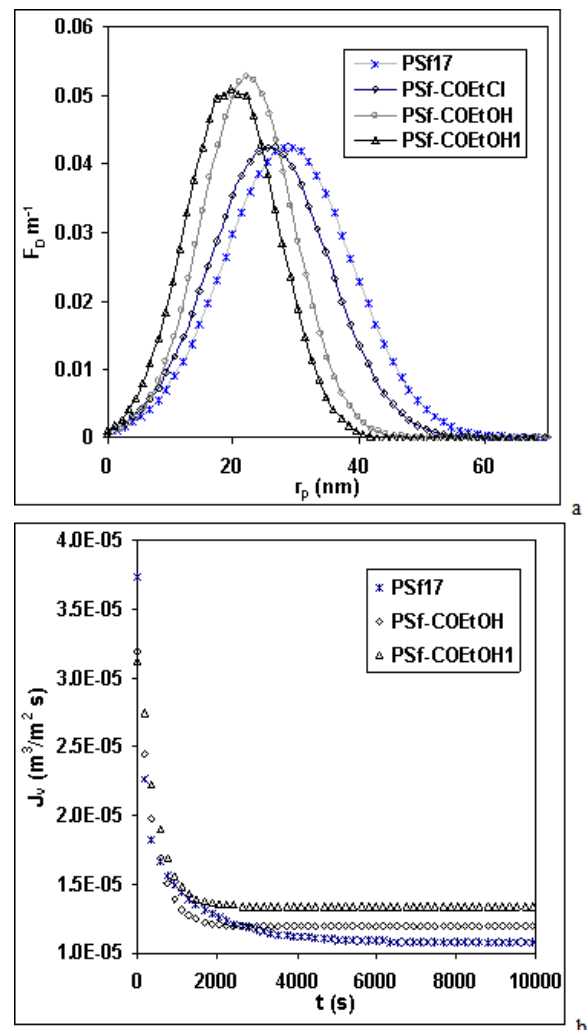 0.06
0.05
0.04
0.03
0.02
0.01
0
F_D m^-1
PSf17
PSf-COEtCl
PSf-COEtOH
PSf-COEtOH1
0 20 40 60
r_p (nm)
a
4.0E-05
3.5E-05
3.0E-05
2.5E-05
2.0E-05
1.5E-05
1.0E-05
J_v (m³/m² s)
PSf17
PSf-COEtOH
PSf-COEtOH1
0 2000 4000 6000 8000 10000
t (s)
b